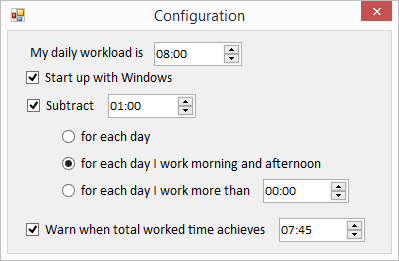 Configuration
My daily workload is 08:00
Start up with Windows
Subtract 01:00
for each day
for each day I work morning and afternoon
for each day I work more than 00:00
Warn when total worked time achieves 07:45